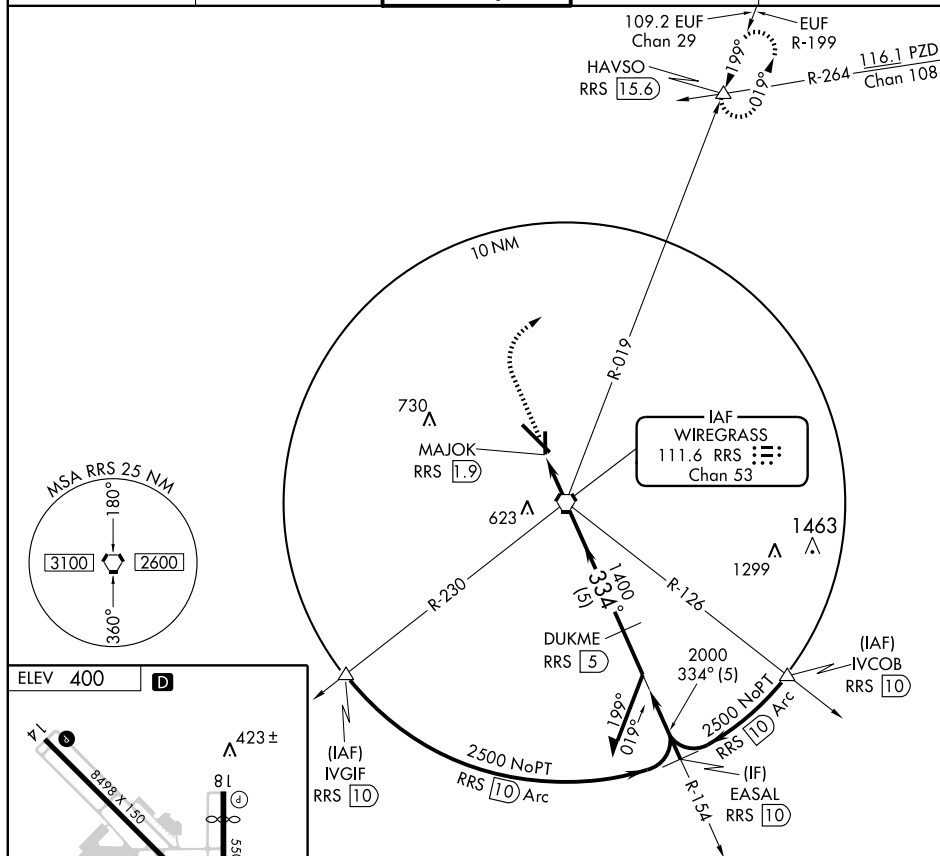 109.2 EUF
Chan 29
EUF
R-199
199°
019°
HAVSO
RRS 15.6
R-264
116.1 PZD
Chan 108
10 NM
R-019
730
MAJOK
RRS 1.9
IAF
WIREGRASS
111.6 RRS
Chan 53
MSA RRS 25 NM
180°
3100
2600
360°
623
1463
1299
R-230
1400
334°
(5)
R-126
DUKME
RRS 5
2000
334° (5)
(IAF)
IVCOB
RRS 10
199°
019°
2500 NoPT
RRS 10 Arc
2500 NoPT
RRS 10 Arc
(IAF)
IVGIF
RRS 10
(IF)
EASAL
RRS 10
R-154
ELEV 400
D
14
P
8498 X 150
423 ±
18
P
550